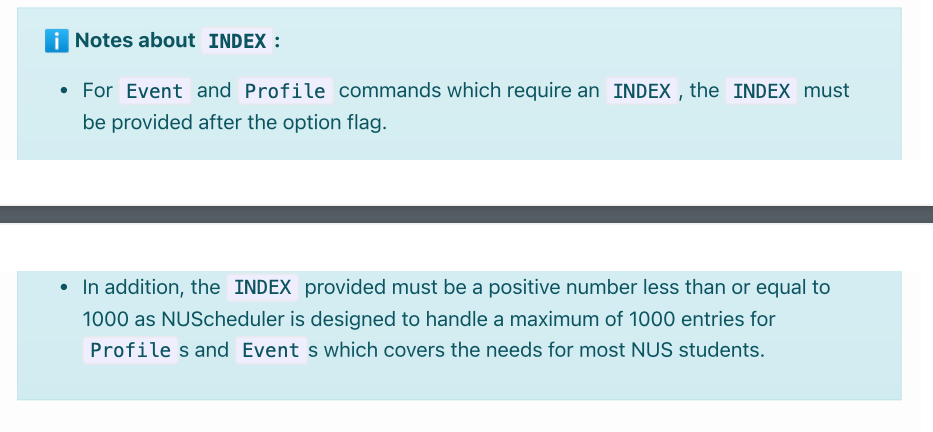 ℹ️ Notes about INDEX :
• For Event and Profile commands which require an INDEX , the INDEX must
be provided after the option flag.
• In addition, the INDEX provided must be a positive number less than or equal to
1000 as NUScheduler is designed to handle a maximum of 1000 entries for
Profile s and Event s which covers the needs for most NUS students.